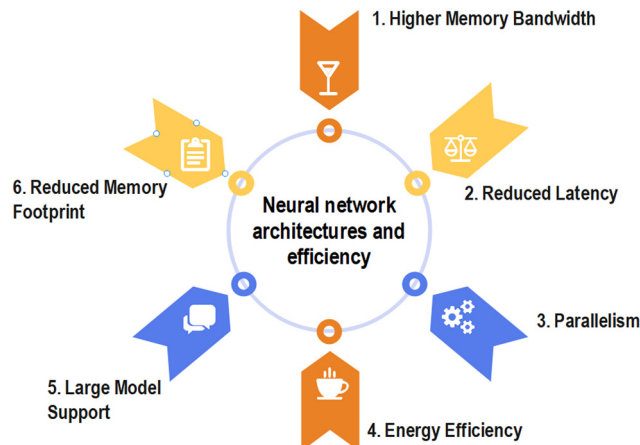 1. Higher Memory Bandwidth
2. Reduced Latency
3. Parallelism
4. Energy Efficiency
5. Large Model
Support
6. Reduced Memory
Footprint
Neural network
architectures and
efficiency